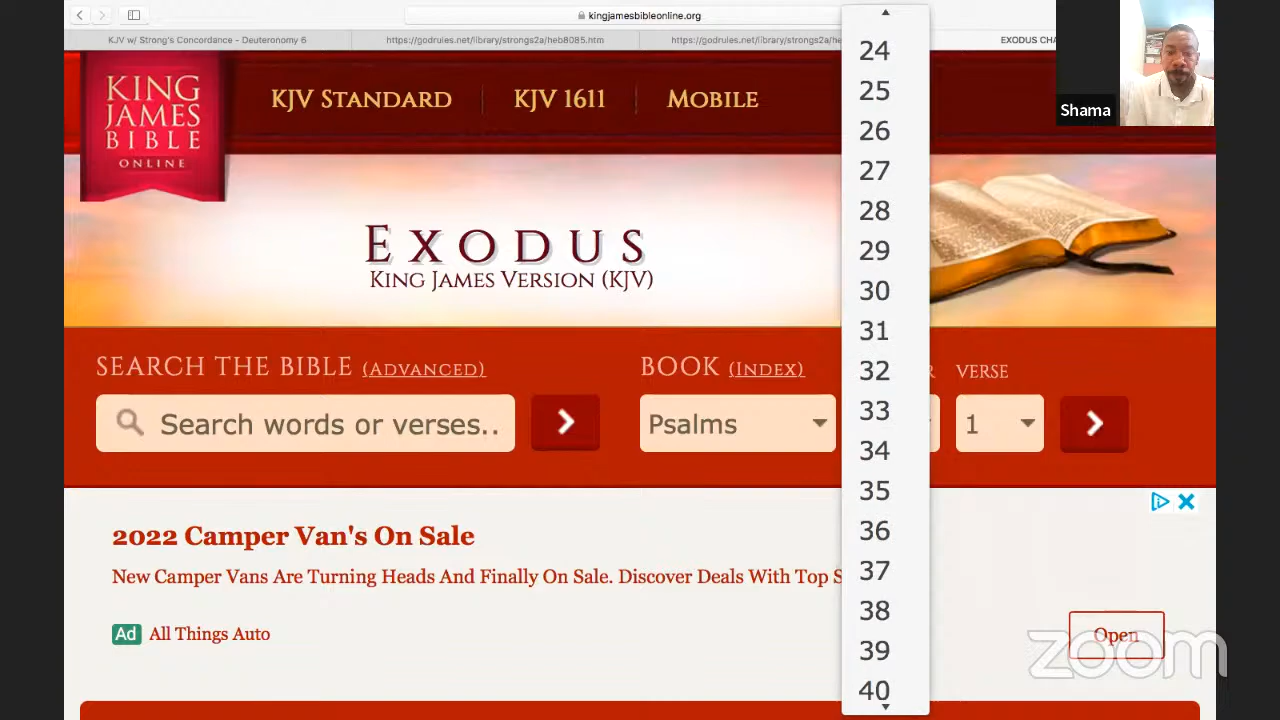 kingjamesbibleonline.org
KJV w/ Strong's Concordance - Deuteronomy 6
https://godrules.net/library/strongs2a/heb8085.htm
https://godrules.net/library/strongs2a/he
EXODUS CHA
KING
JAMES
BIBLE
ONLINE
KJV STANDARD
KJV 1611
MOBILE
Shama
EXODUS
KING JAMES VERSION (KJV)
SEARCH THE BIBLE (ADVANCED)
BOOK (INDEX)
R
VERSE
Search words or verses..
Psalms
1
24
25
26
27
28
29
30
31
32
33
34
35
36
37
38
39
40
2022 Camper Van's On Sale
New Camper Vans Are Turning Heads And Finally On Sale. Discover Deals With Top S
Ad All Things Auto
Open
zoom